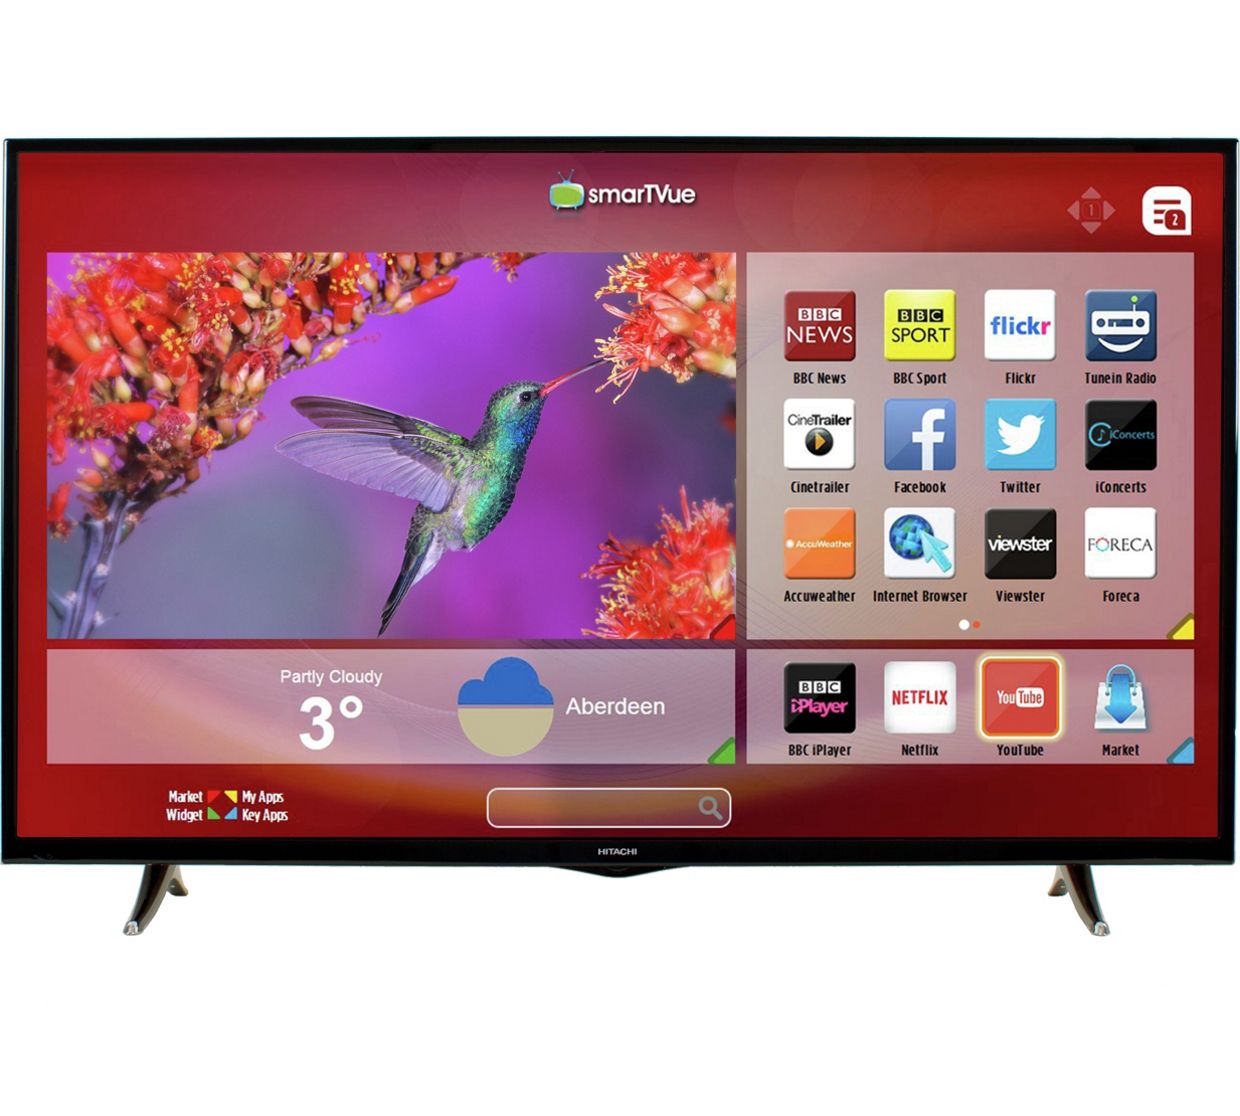 smarTVue
1
2
BBC
NEWS
BBC
SPORT
flickr
BBC News
BBC Sport
Flickr
Tunein Radio
CineTrailer
iConcerts
Cinetrailer
Facebook
Twitter
iConcerts
AccuWeather
viewster
FORECA
Accuweather
Internet Browser
Viewster
Foreca
Partly Cloudy
3°
Aberdeen
BBC
iPlayer
NETFLIX
YouTube
BBC iPlayer
Netflix
YouTube
Market
Market
My Apps
Widget
Key Apps
HITACHI